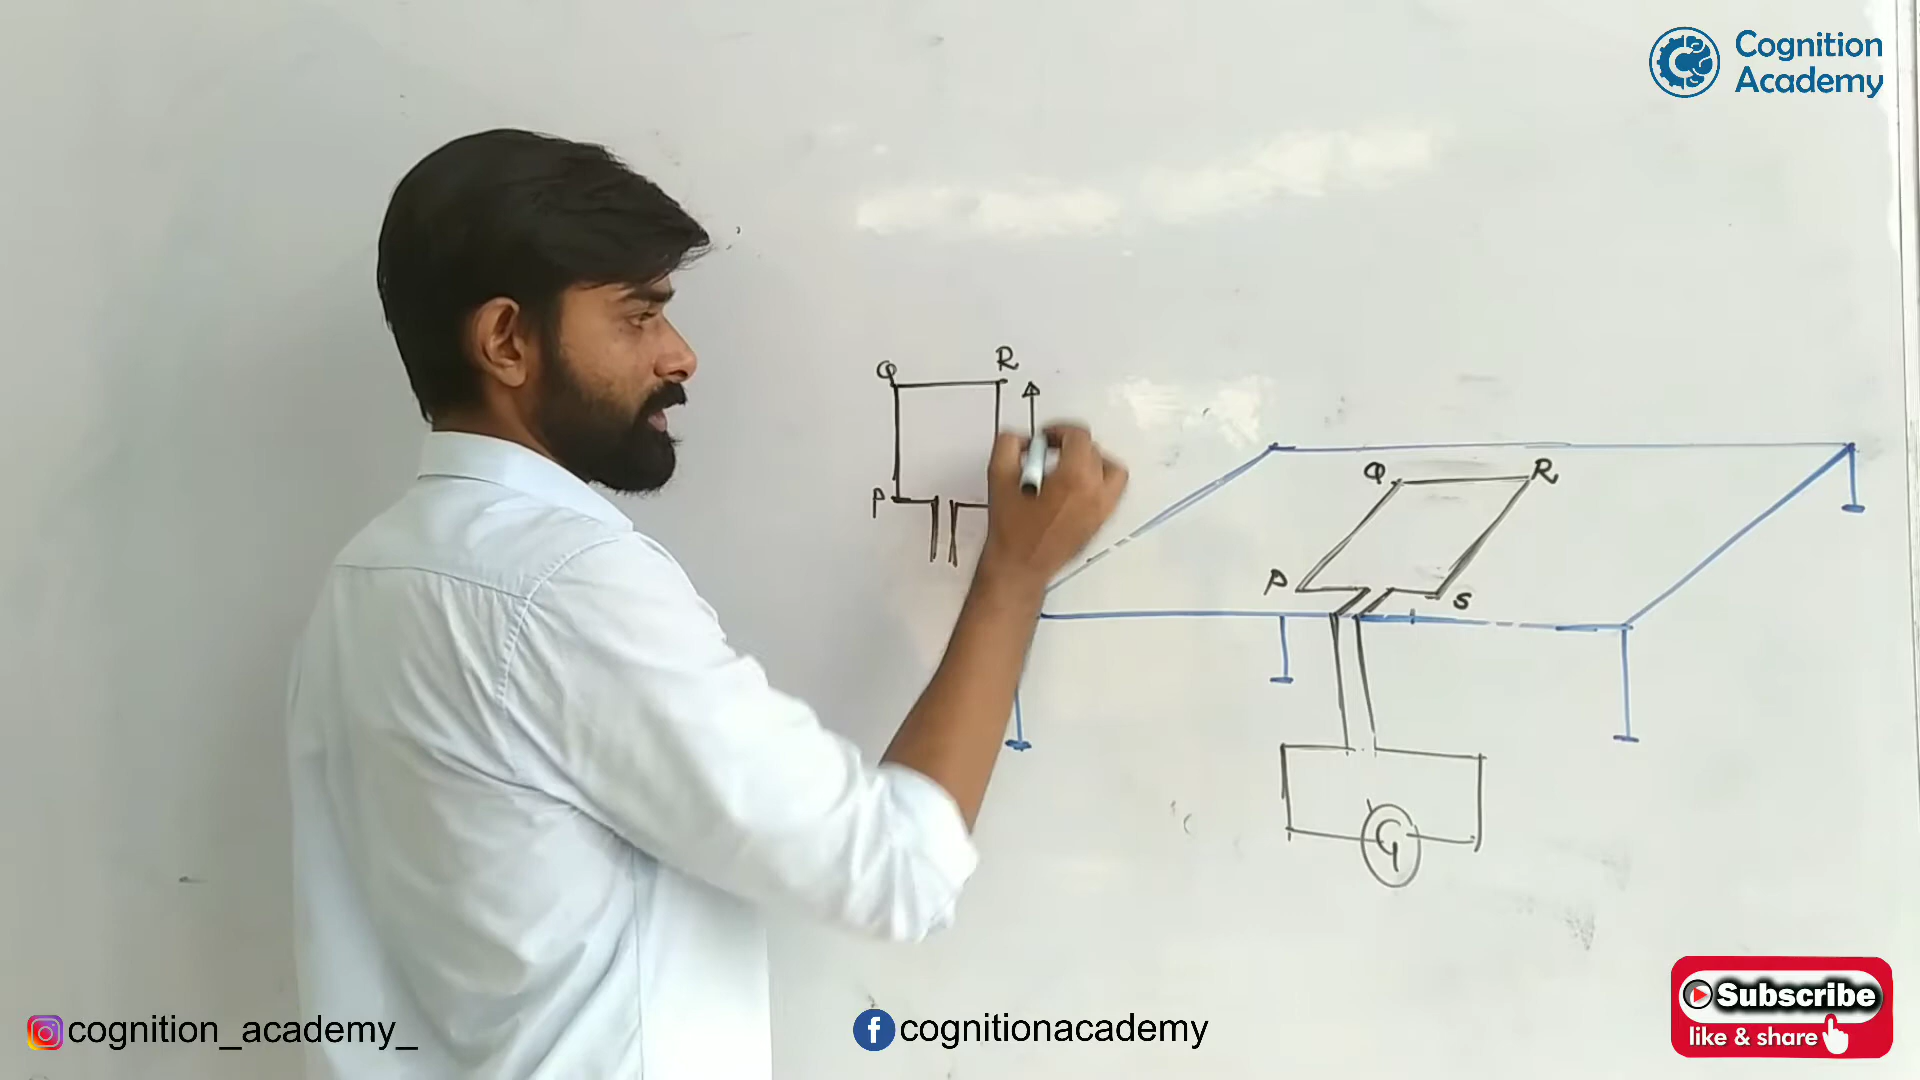 Cognition
Academy
Q
R
P
Q
R
P
S
G
cognition_academy_
cognitionacademy
Subscribe
like & share